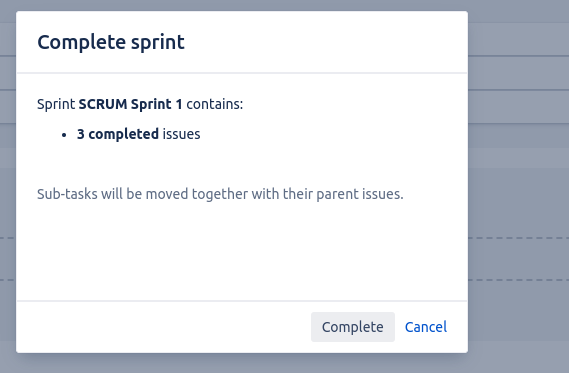 Complete sprint
Sprint SCRUM Sprint 1 contains:
• 3 completed issues
Sub-tasks will be moved together with their parent issues.
Complete Cancel